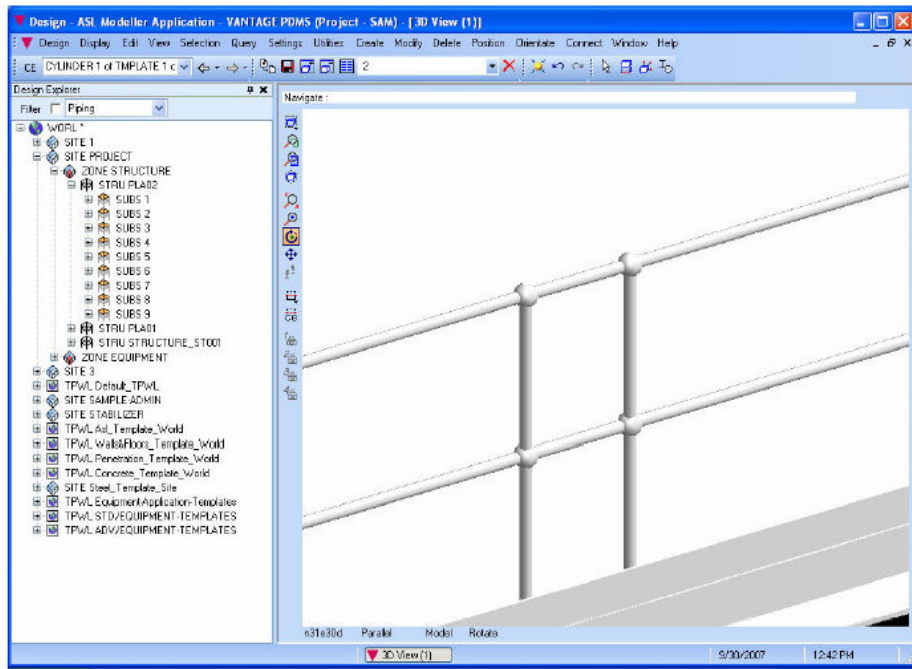 Design - ASL Modeller Application - VANTAGE PDMS (Project - SAM) - [3D View (1)]
Design Display Edit View Selection Query Settings Utilities Create Modify Delete Position Orientate Connect Window Help
CE CYLINDER 1 of TMPLATE 1 c 2
Design Explorer
Navigate :
Filter Piping
WORL *
SITE 1
SITE PROJECT
ZONE STRUCTURE
STRU PLA02
SUBS 1
SUBS 2
SUBS 3
SUBS 4
SUBS 5
SUBS 6
SUBS 7
SUBS 8
SUBS 9
STRU PLA01
STRU STRUCTURE_ST001
ZONE EQUIPMENT
SITE 3
TPWL Default_TPWL
SITE SAMPLE-ADMIN
SITE STABILIZER
TPWL Asl_Template_World
TPWL Walls&Floors_Template_World
TPWL Penetration_Template_World
TPWL Concrete_Template_World
SITE Steel_Template_Site
TPWL Equipment-Application-Templates
TPWL STD/EQUIPMENT-TEMPLATES
TPWL ADV/EQUIPMENT-TEMPLATES
CE
n31e30d Parallel Model Rotate
3D View (1) 9/30/2007 12:42 PM